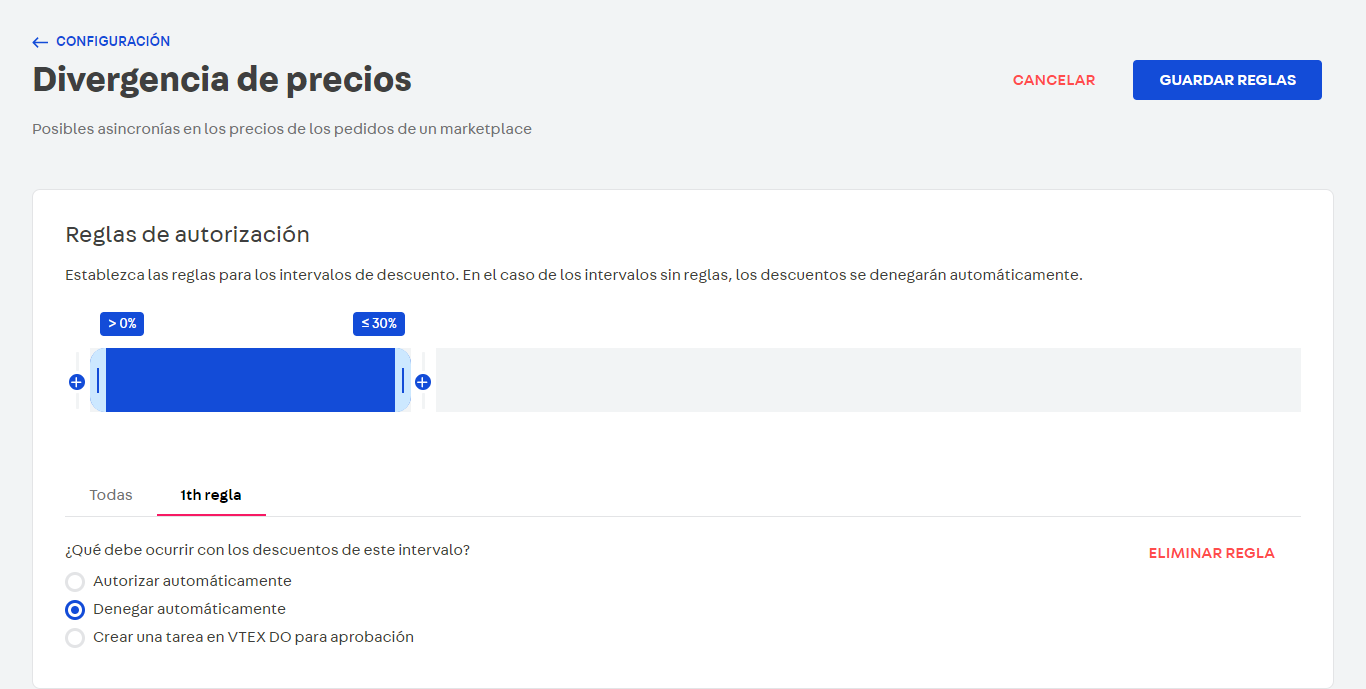 ← CONFIGURACIÓN
Divergencia de precios
CANCELAR
GUARDAR REGLAS
Posibles asincronías en los precios de los pedidos de un marketplace
Reglas de autorización
Establezca las reglas para los intervalos de descuento. En el caso de los intervalos sin reglas, los descuentos se denegarán automáticamente.
> 0%
≤ 30%
Todas
1th regla
¿Qué debe ocurrir con los descuentos de este intervalo?
ELIMINAR REGLA
Autorizar automáticamente
Denegar automáticamente
Crear una tarea en VTEX DO para aprobación